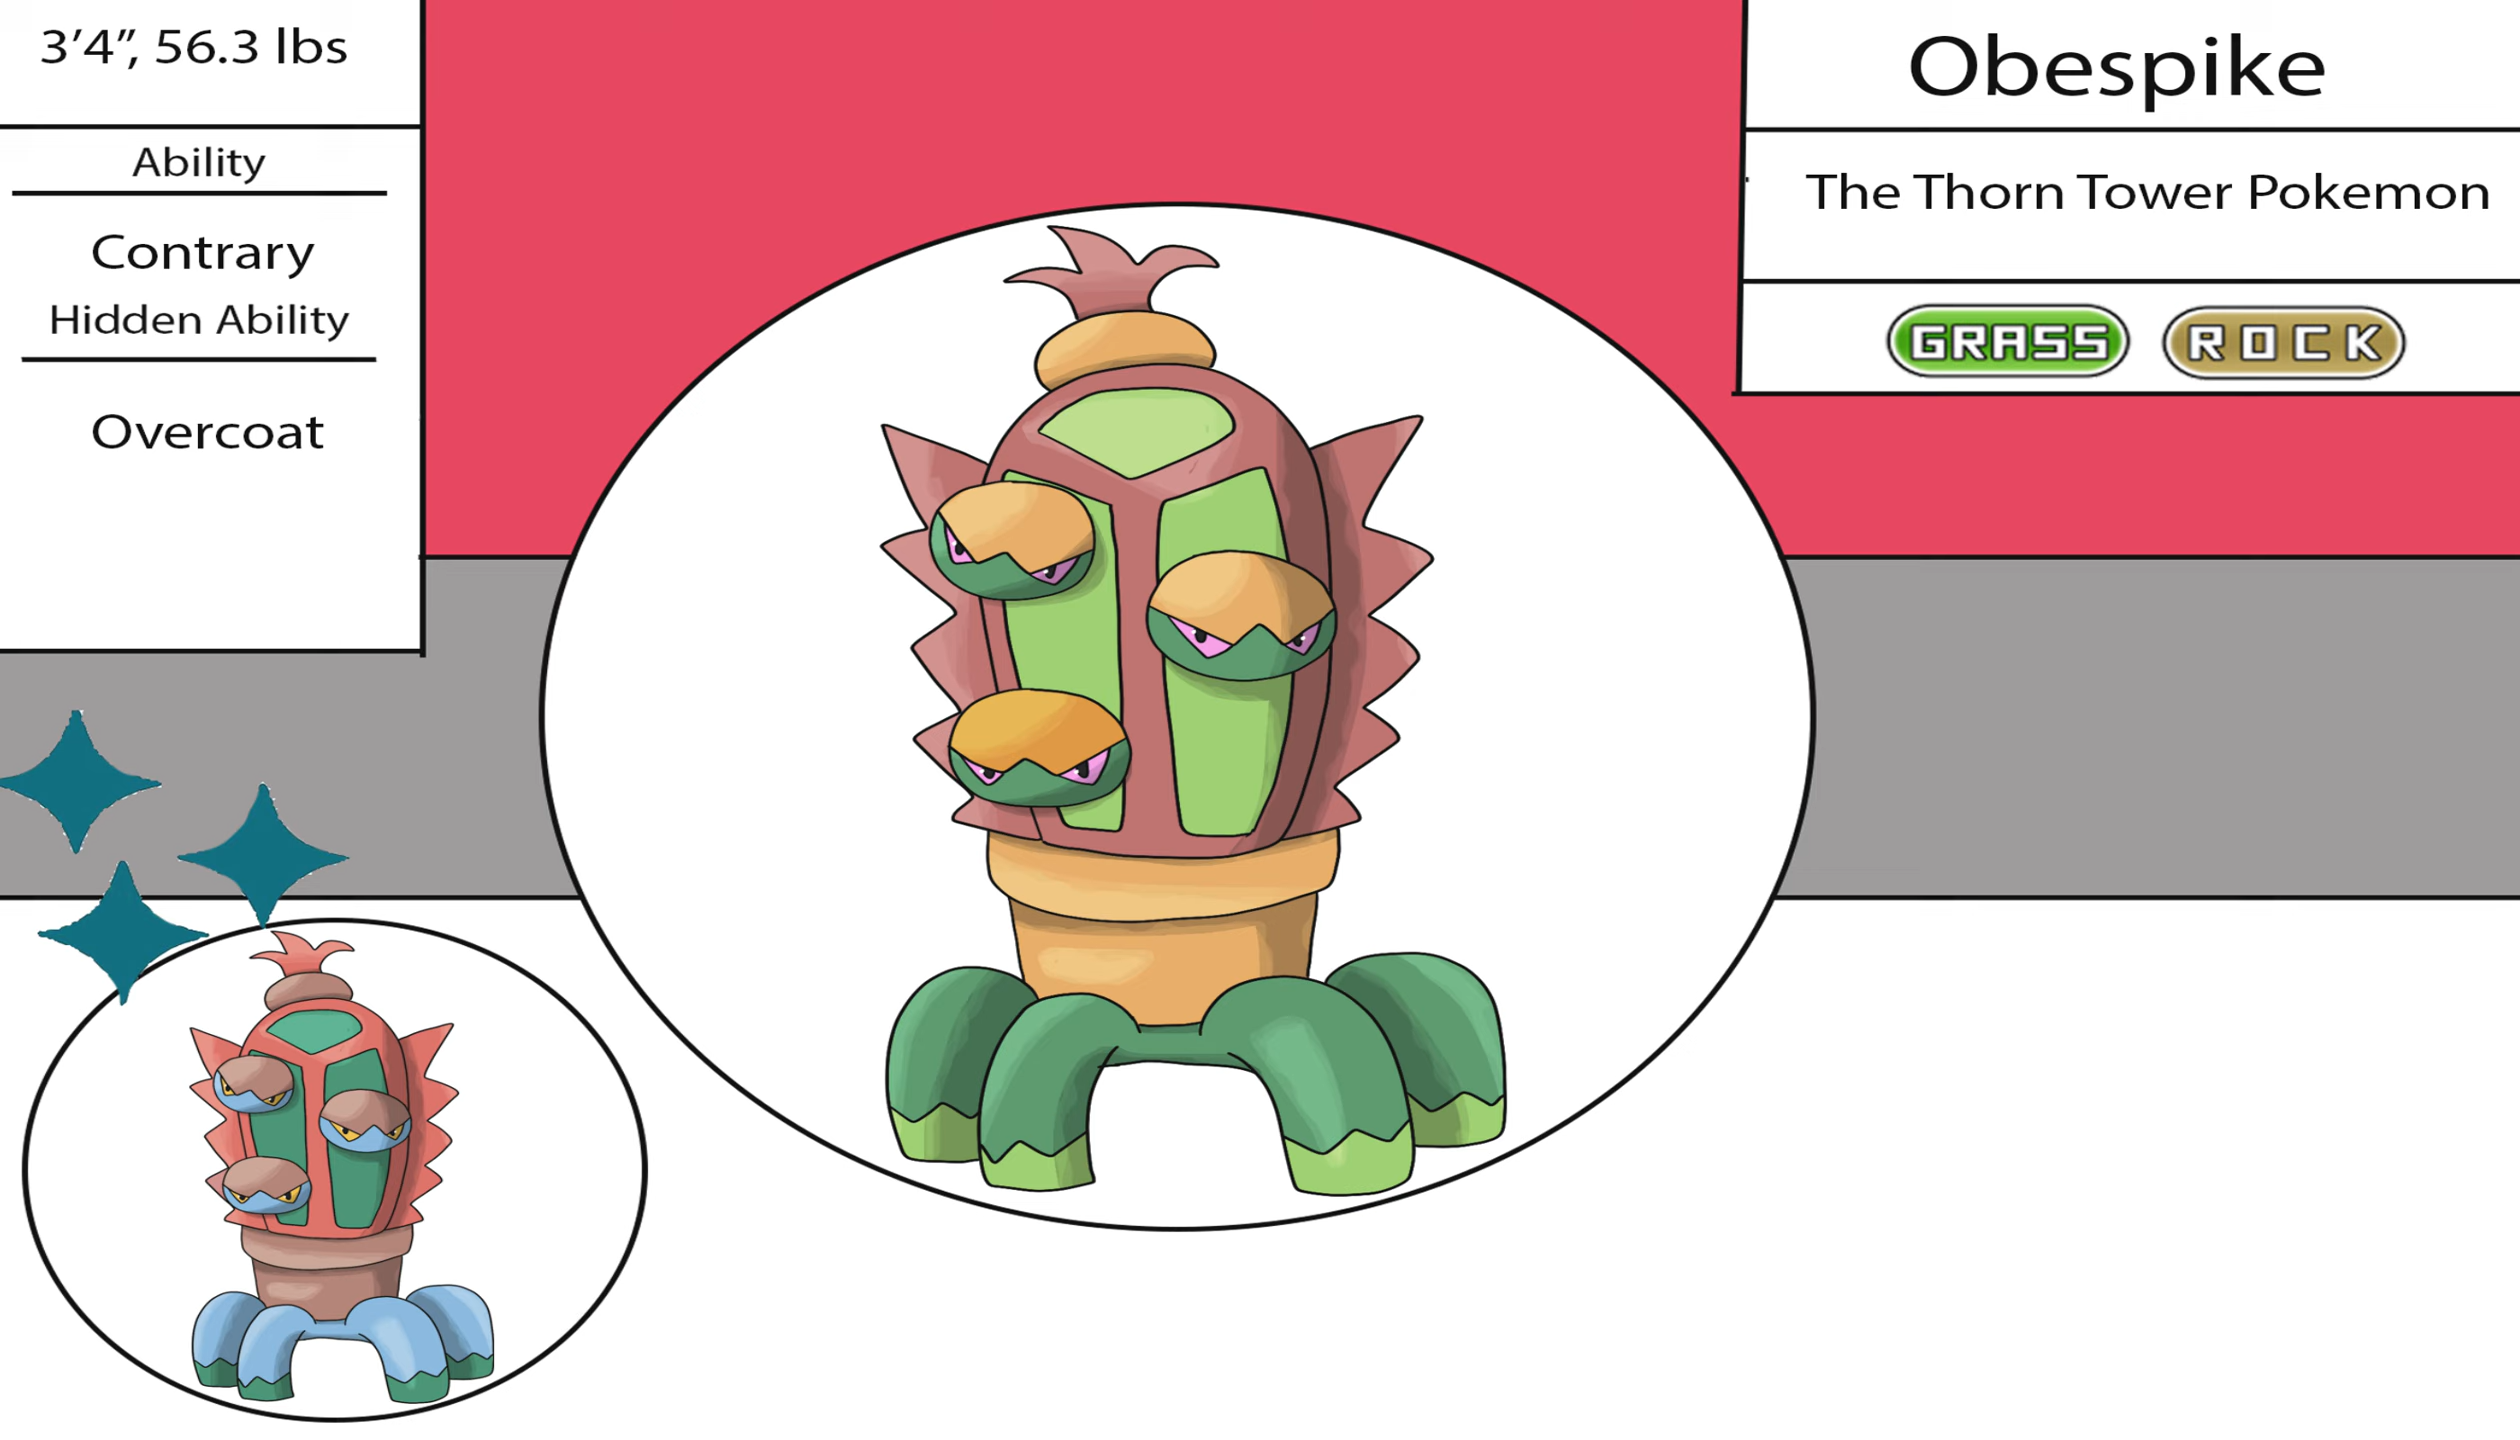 3’4”, 56.3 lbs
Ability
Contrary
Hidden Ability
Overcoat
Obespike
The Thorn Tower Pokemon
GRASS ROCK